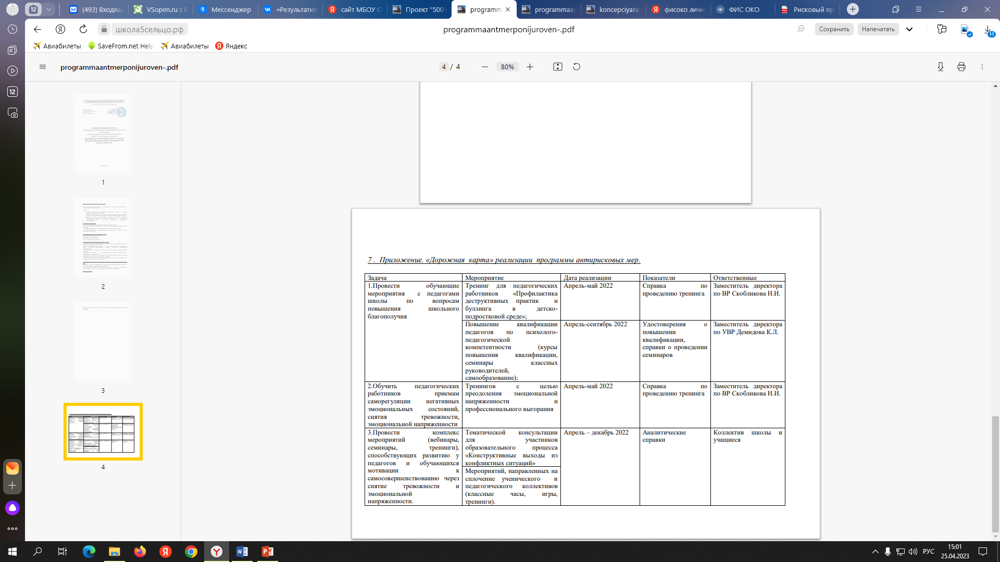 12
(493) Входящ
VSopen.ru :: В
Мессенджер
«Результатив
сайт МБОУ С
Проект "500+
programm
programmaan
koncepciyaraz
фисоко личн
ФИС ОКО
Рисковый пр
школа5сельцо.рф
programmaantmerponijuroven-.pdf
Сохранить
Напечатать
11
Авиабилеты
SaveFrom.net Help
Авиабилеты
Яндекс
programmaantmerponijuroven-.pdf
4 / 4
80%
12
1
2
3
4
7 . Приложение. «Дорожная карта» реализации программы антирисковых мер.
Задача Мероприятие Дата реализации Показатели Ответственные
1.Провести обучающие
мероприятия с педагогами
школы по вопросам
повышения школьного
благополучия
Тренинг для педагогических
работников «Профилактика
деструктивных практик и
буллинга в детско-
подростковой среде»;
Апрель-май 2022
Справка по
проведению тренинга
Заместитель директора
по ВР Скобликова Н.И.
Повышение квалификации
педагогов по психолого-
педагогической
компетентности (курсы
повышения квалификации,
семинары классных
руководителей,
самообразование);
Апрель-сентябрь 2022
Удостоверения о
повышении
квалификации,
справки о проведении
семинаров
Заместитель директора
по УВР Демидова К.Л.
2.Обучить педагогических
работников приемам
саморегуляции негативных
эмоциональных состояний,
снятия тревожности,
эмоциональной напряженности
Тренингов с целью
преодоления эмоциональной
напряженности и
профессионального выгорания
Апрель-май 2022
Справка по
проведению тренинга
Заместитель директора
по ВР Скобликова Н.И.
3.Провести комплекс
мероприятий (вебинары,
семинары, тренинги),
способствующих развитию у
педагогов и обучающихся
мотивации к
самосовершенствованию через
снятие тревожности и
эмоциональной
напряженности.
Тематической консультации
для участников
образовательного процесса
«Конструктивные выходы из
конфликтных ситуаций»
Апрель – декабрь 2022
Аналитические
справки
Коллектив школы и
учащиеся
Мероприятий, направленных на
сплочение ученического и
педагогического коллективов
(классные часы, игры,
тренинги).
РУС
15:01
25.04.2023